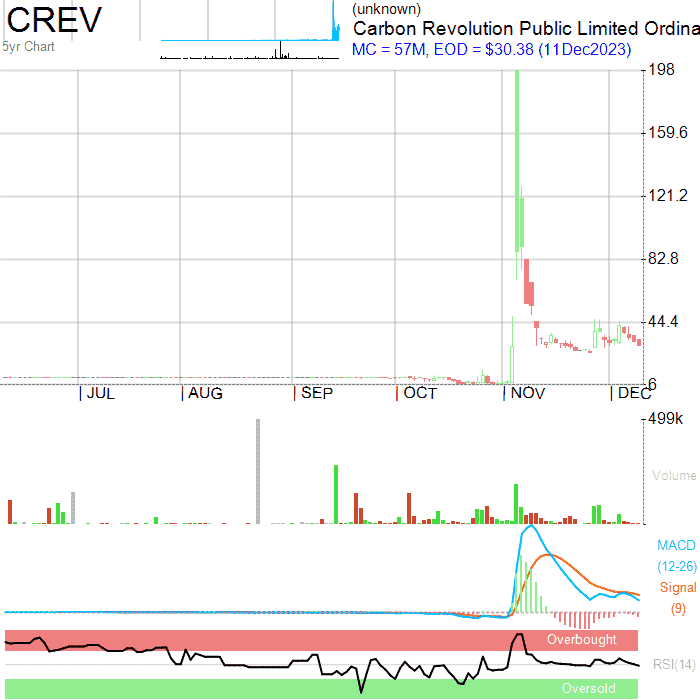 CREV
5yr Chart
(unknown)
Carbon Revolution Public Limited Ordina
MC = 57M, EOD = $30.38 (11Dec2023)
198
159.6
121.2
82.8
44.4
6
JUL AUG SEP OCT NOV DEC
499k
Volume
MACD
(12-26)
Signal
(9)
Overbought
RSI(14)
Oversold